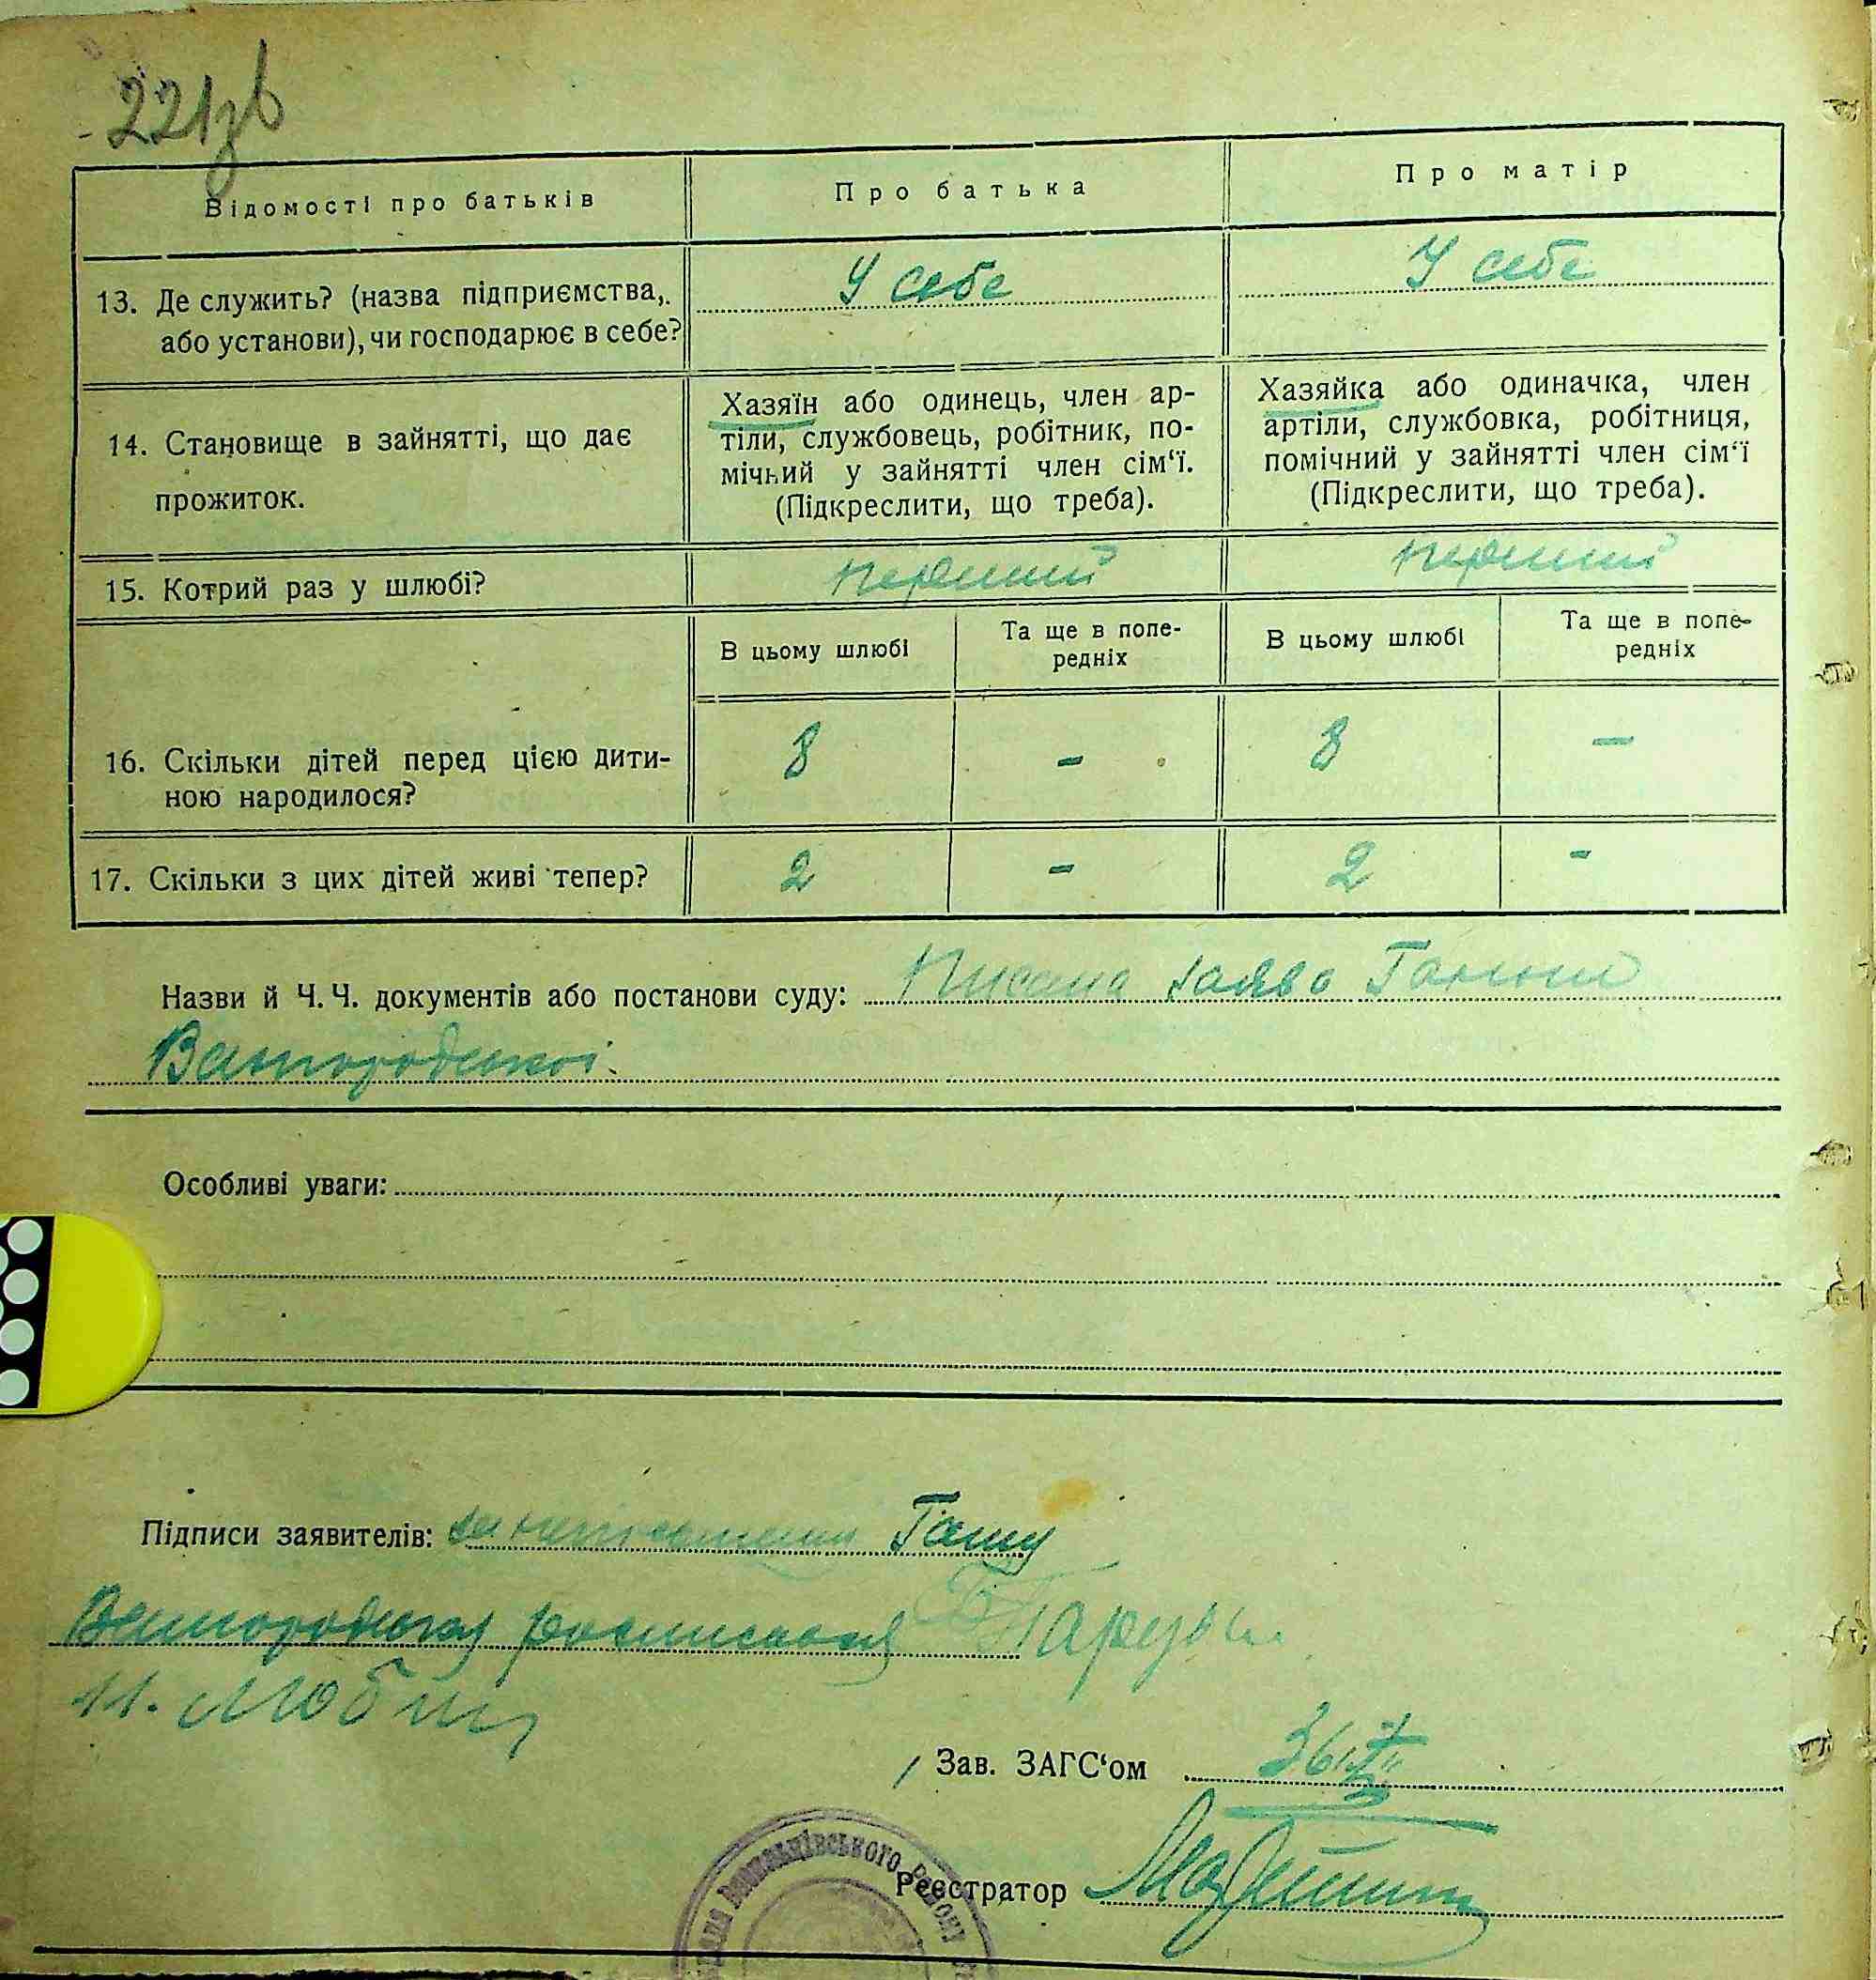 221зв
Відомості про батьків
Про батька
Про матір
13. Де служить? (назва підприємства,
або установи), чи господарює в себе?
У себе
У себе
14. Становище в зайнятті, що дає
прожиток.
Хазяїн або одинець, член ар-
тіли, службовець, робітник, по-
мічний у зайнятті член сім‘ї.
(Підкреслити, що треба).
Хазяйка або одиначка, член
артіли, службовка, робітниця,
помічний у зайнятті член сім‘ї
(Підкреслити, що треба).
15. Котрий раз у шлюбі?
перший
перший
В цьому шлюбі
Та ще в попе-
редніх
В цьому шлюбі
Та ще в попе-
редніх
16. Скільки дітей перед цією дити-
ною народилося?
8
-
8
-
17. Скільки з цих дітей живі тепер?
2
-
2
-
Назви й Ч.Ч. документів або постанови суду: заява
Особливі уваги:
Підписи заявителів: Ганну
росписався
Зав. ЗАГС‘ом
Реєстратор
району